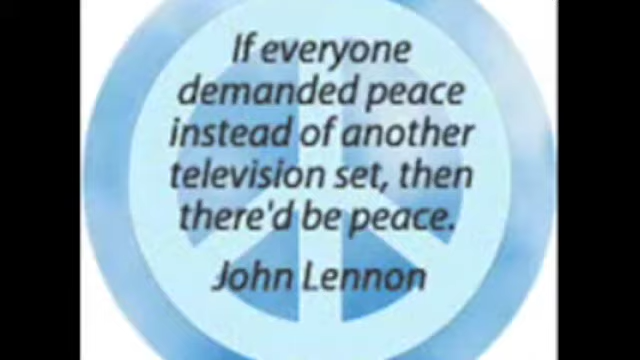 If everyone
demanded peace
instead of another
television set, then
there'd be peace.
John Lennon